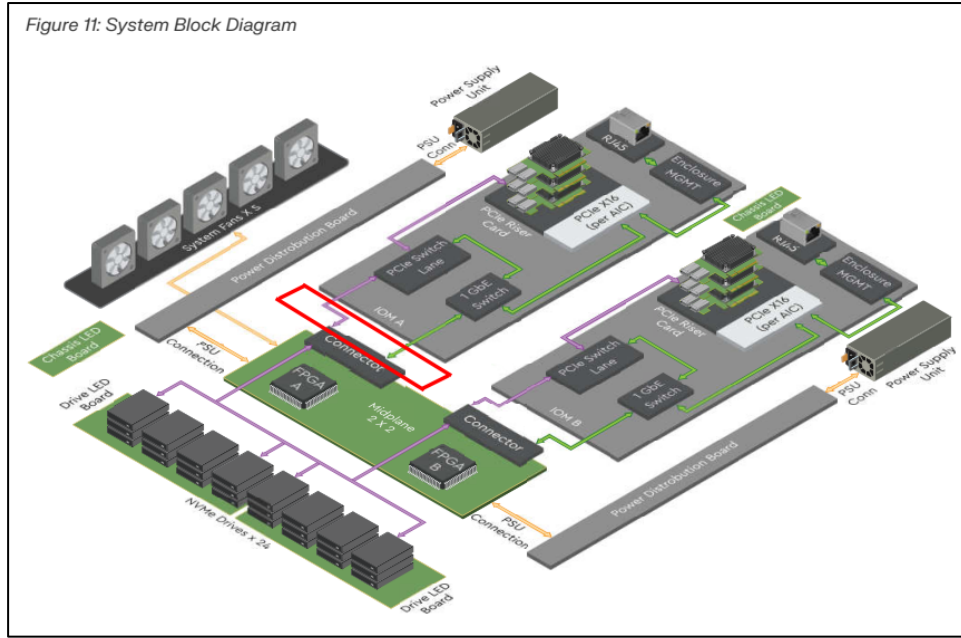 Figure 11: System Block Diagram
Power Supply
Unit
PSU
Conn
RJ45
Enclosure
MGMT
PCIe X16
(per AIC)
PCIe Riser
Card
Chassis LED
Board
System Fans X 5
Power Distrobution Board
PCIe Switch
Lane
1 GbE
Switch
IOM A
RJ45
Enclosure
MGMT
PCIe X16
(per AIC)
PCIe Riser
Card
Chassis LED
Board
PSU
Connection
Connector
FPGA
A
Midplane
2 X 2
PCIe Switch
Lane
1 GbE
Switch
IOM B
PSU
Conn
Power Supply
Unit
Drive LED
Board
Connector
FPGA
B
Power Distrobution Board
NVMe Drives x 24
PSU
Connection
Drive LED
Board